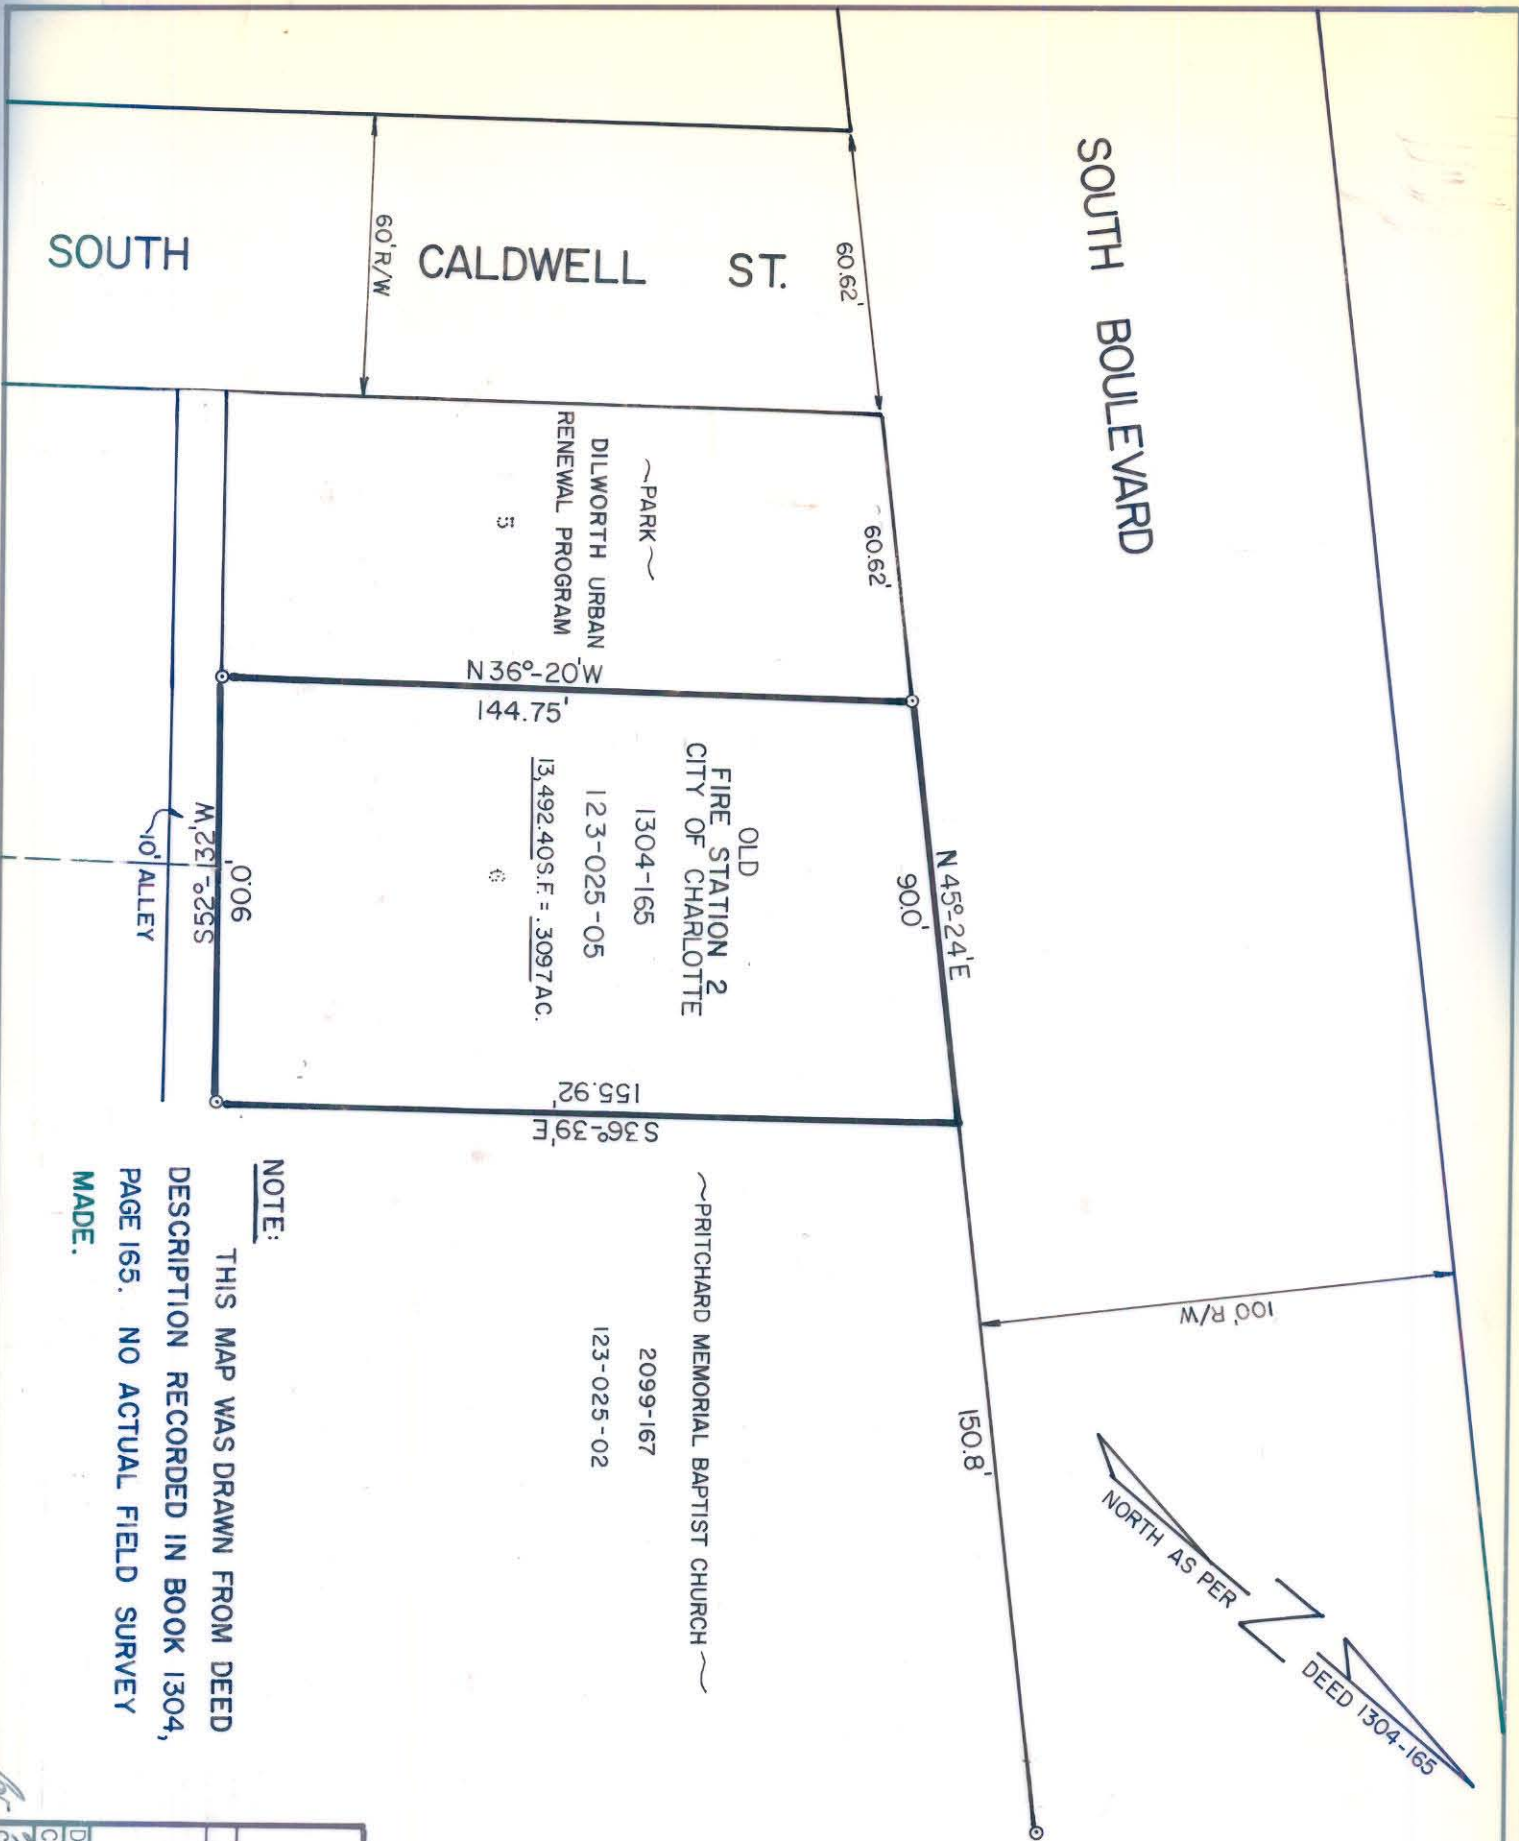 SOUTH BOULEVARD
SOUTH CALDWELL ST.
60' R/W
60.62'
60.62'
~PARK~
DILWORTH URBAN
RENEWAL PROGRAM
5
N 36°-20' W
144.75'
N 45°-24' E
90.0'
OLD
FIRE STATION 2
CITY OF CHARLOTTE
1304-165
123-025-05
13,492.40 S.F. = .3097 AC.
6
155.92'
S 36°-39' E
90.0'
S52°-32' W
10' ALLEY
~PRITCHARD MEMORIAL BAPTIST CHURCH~
2099-167
123-025-02
100' R/W
150.8'
NORTH AS PER
DEED 1304-165
NOTE:
THIS MAP WAS DRAWN FROM DEED
DESCRIPTION RECORDED IN BOOK 1304,
PAGE 165. NO ACTUAL FIELD SURVEY
MADE.